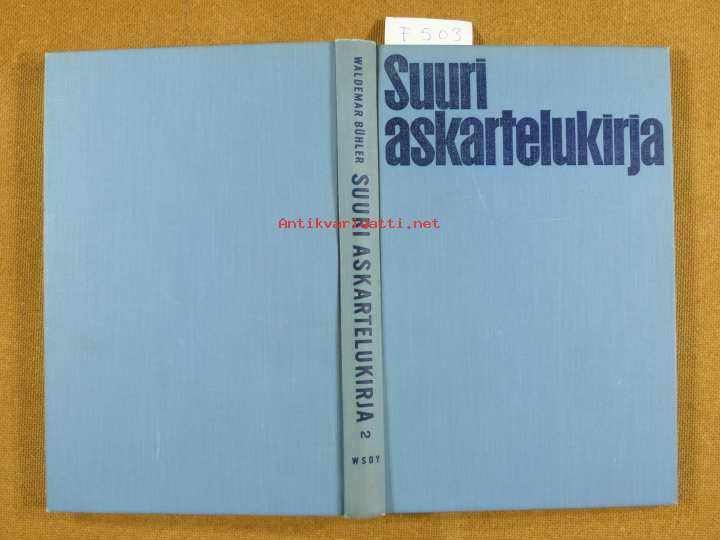 F 503
Suuri
askartelukirja
WALDEMAR BÜHLER SUURI ASKARTELUKIRJA 2 WSOY
Antikvariaatti.net